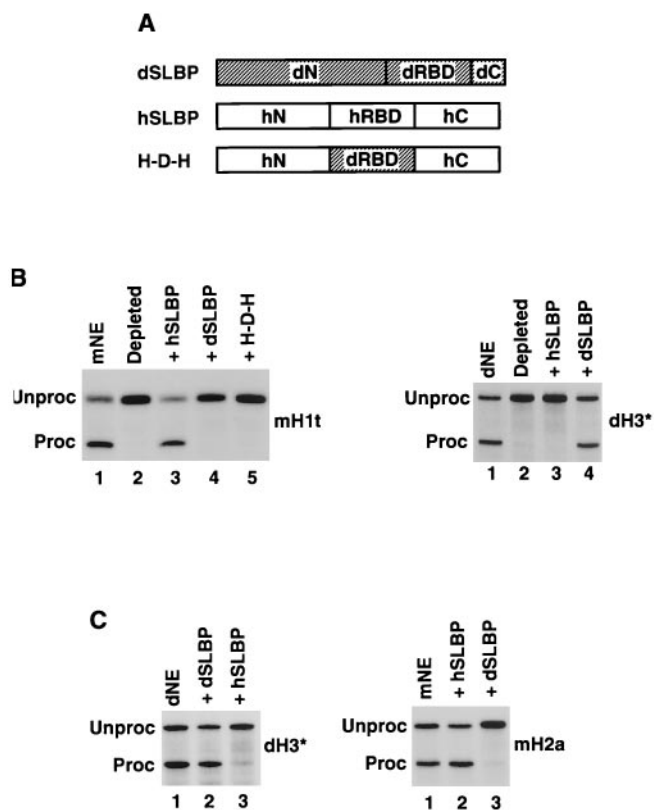 A
dSLBP dN dRBD dC
hSLBP hN hRBD hC
H-D-H hN dRBD hC
B
mNE Depleted + hSLBP + dSLBP + H-D-H
Unproc
mH1t
Proc
1 2 3 4 5
dNE Depleted + hSLBP + dSLBP
Unproc
dH3*
Proc
1 2 3 4
C
dNE + dSLBP + hSLBP
Unproc
dH3*
Proc
1 2 3
mNE + hSLBP + dSLBP
Unproc
mH2a
Proc
1 2 3